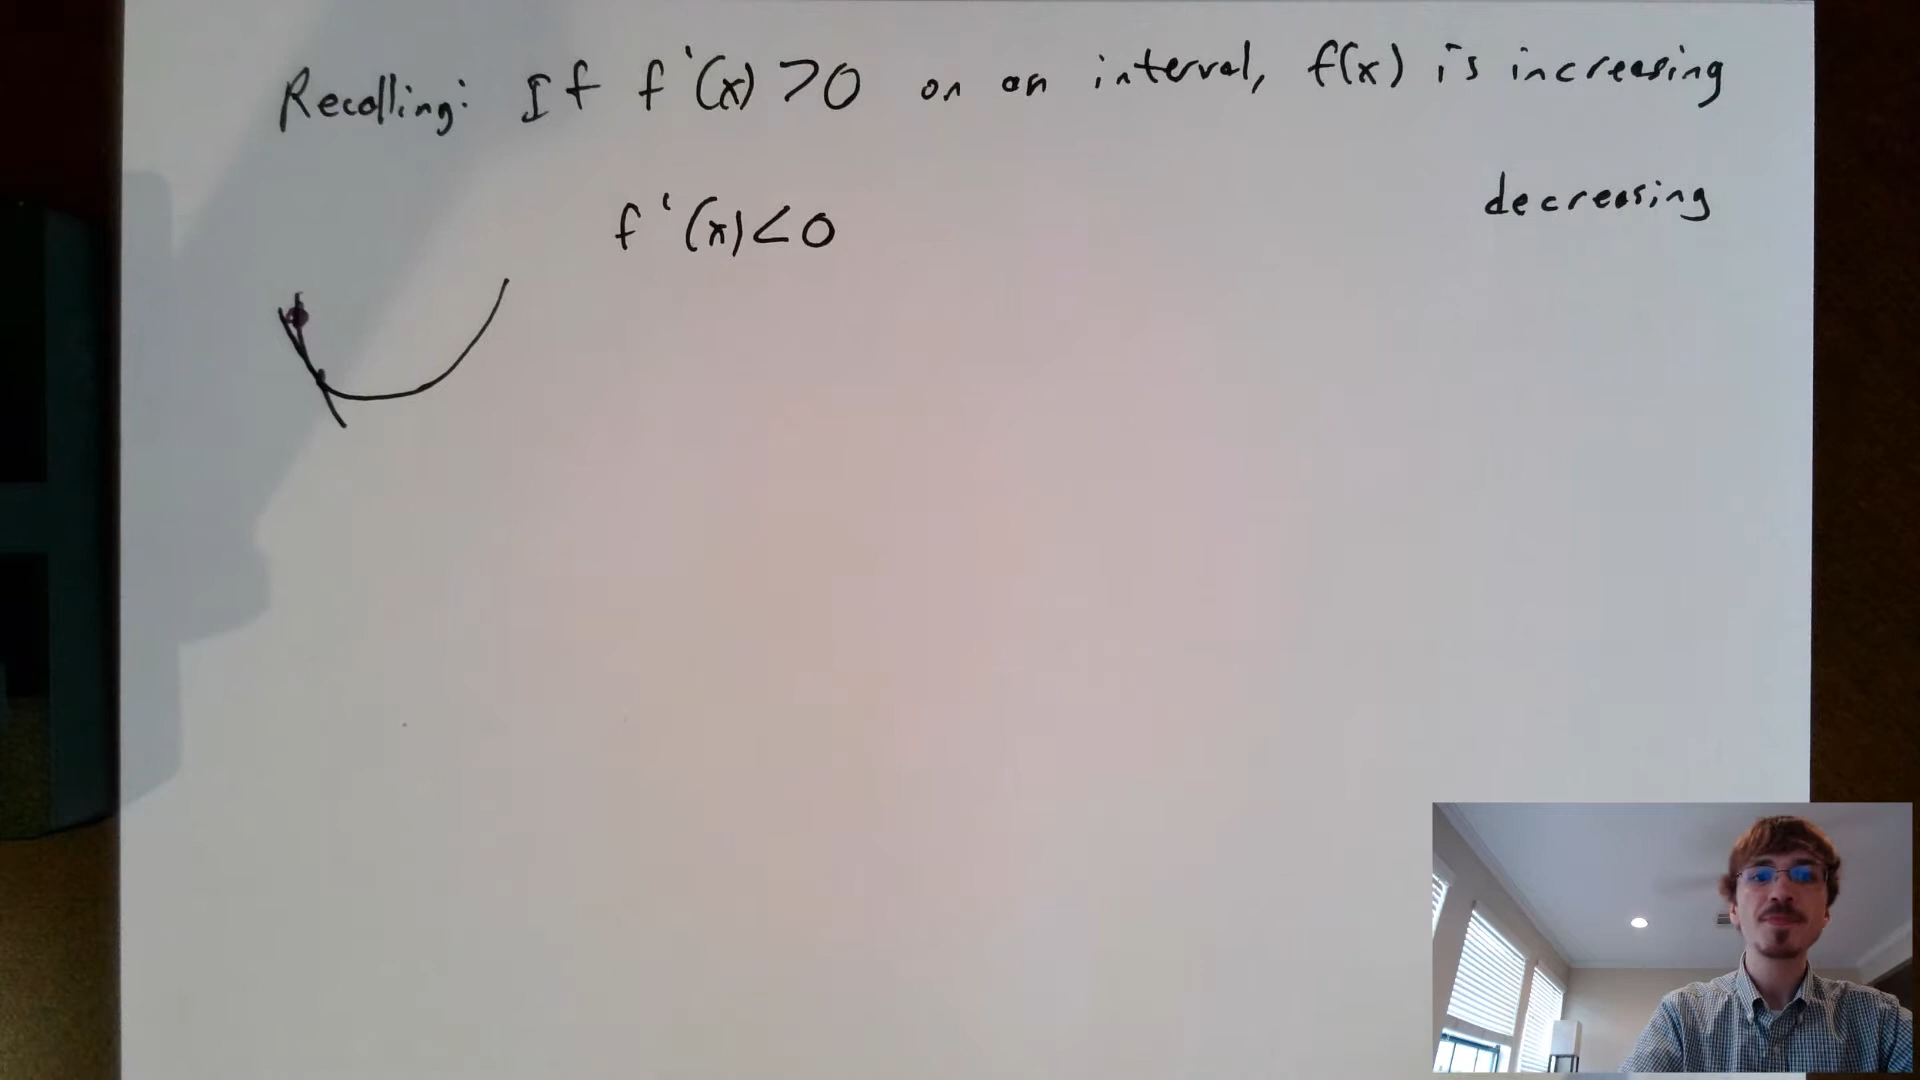 Recalling: If f'(x) >0 on an interval, f(x) is increasing
f'(x)<0 decreasing